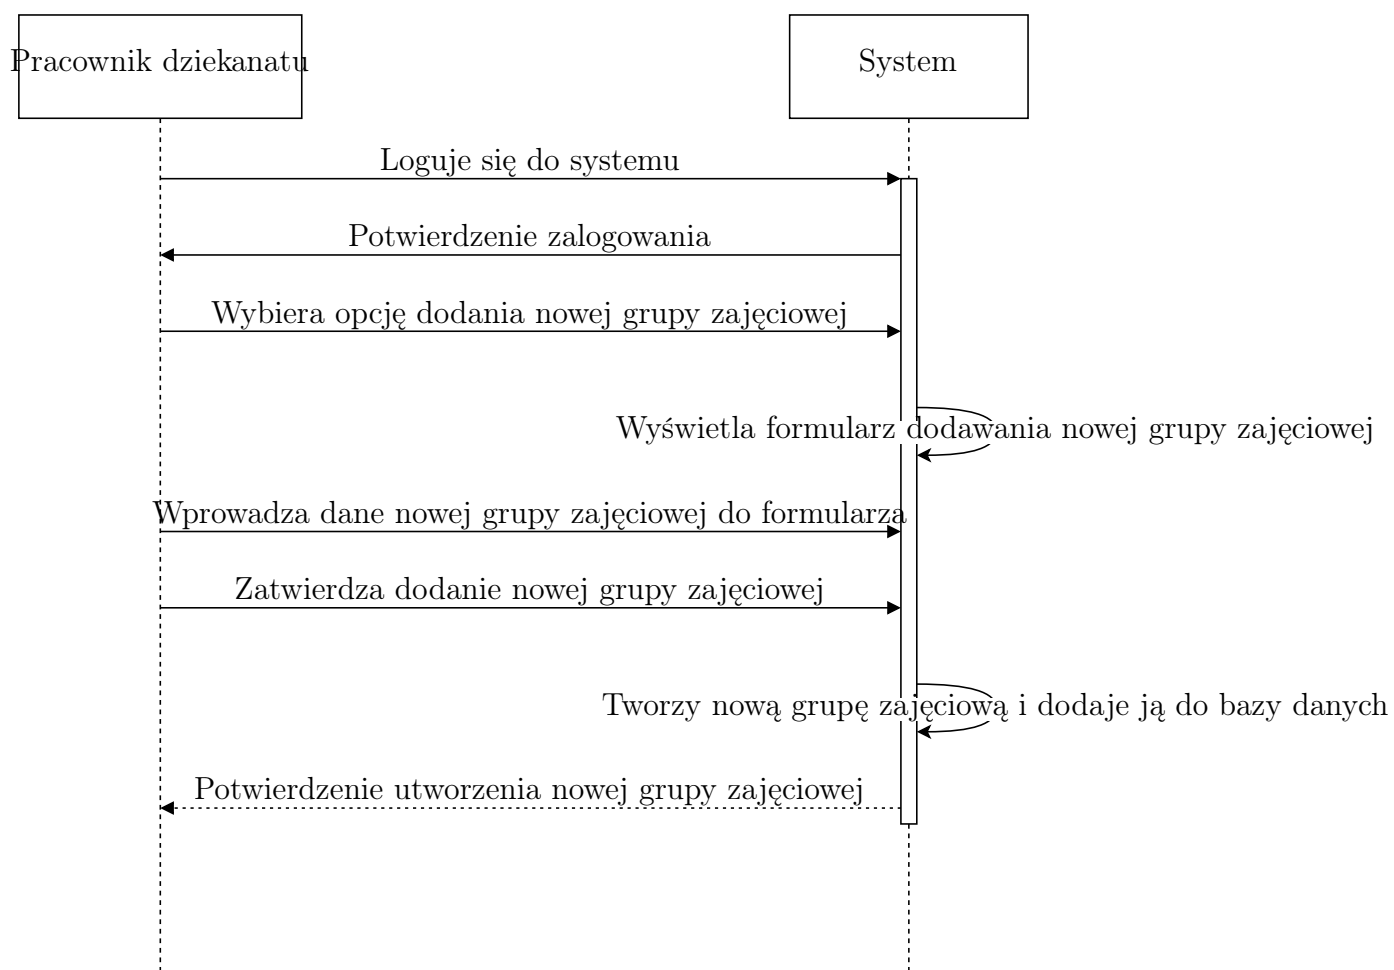 Pracownik dziekanatu
System
Loguje się do systemu
Potwierdzenie zalogowania
Wybiera opcję dodania nowej grupy zajęciowej
Wyświetla formularz dodawania nowej grupy zajęciowej
Wprowadza dane nowej grupy zajęciowej do formularza
Zatwierdza dodanie nowej grupy zajęciowej
Tworzy nową grupę zajęciową i dodaje ją do bazy danych
Potwierdzenie utworzenia nowej grupy zajęciowej